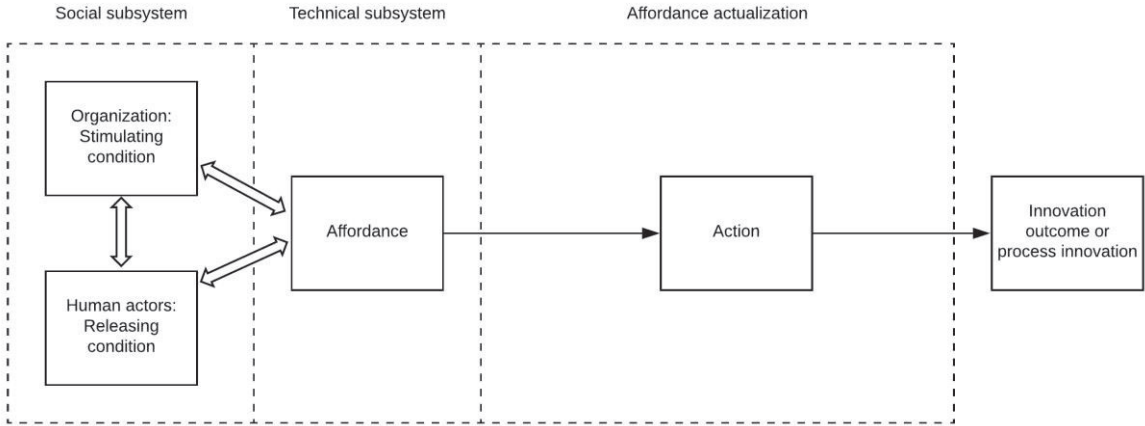 Social subsystem
Technical subsystem
Affordance actualization
Organization:
Stimulating
condition
Human actors:
Releasing
condition
Affordance
Action
Innovation
outcome or
process innovation